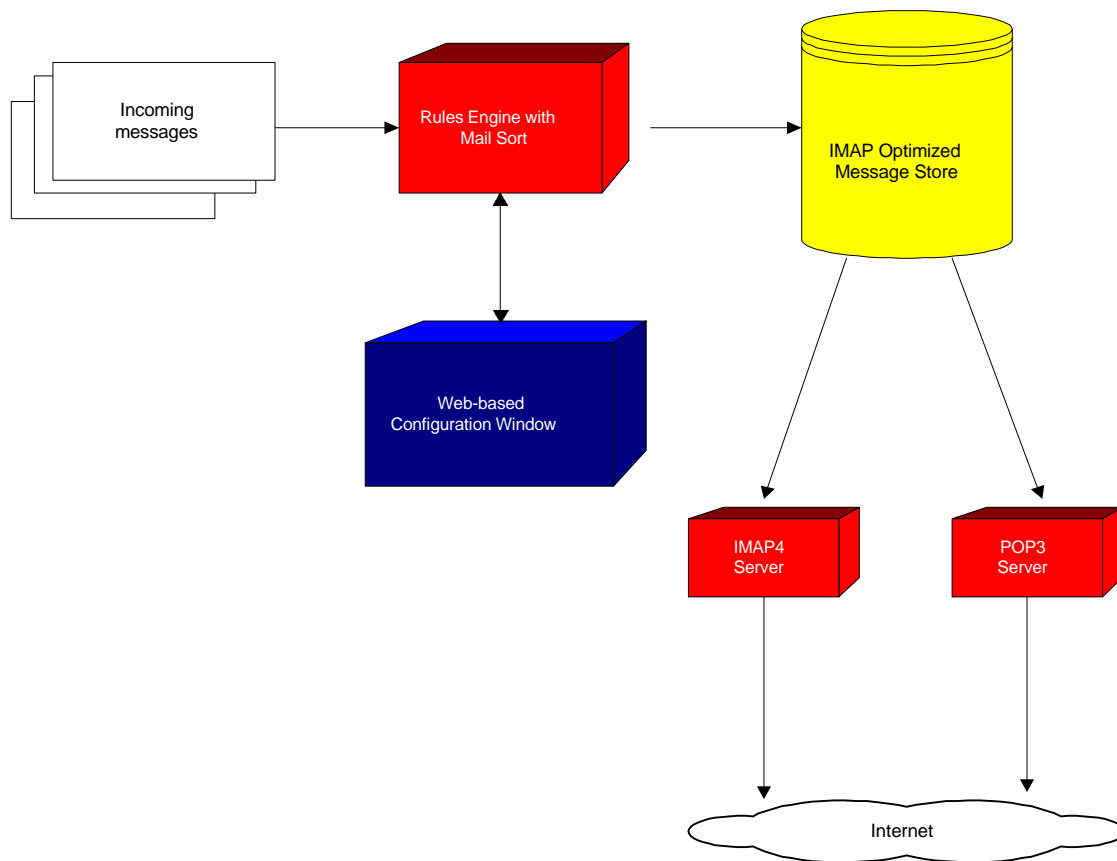 Incoming
messages
Rules Engine with
Mail Sort
IMAP Optimized
Message Store
Web-based
Configuration Window
IMAP4
Server
POP3
Server
Internet